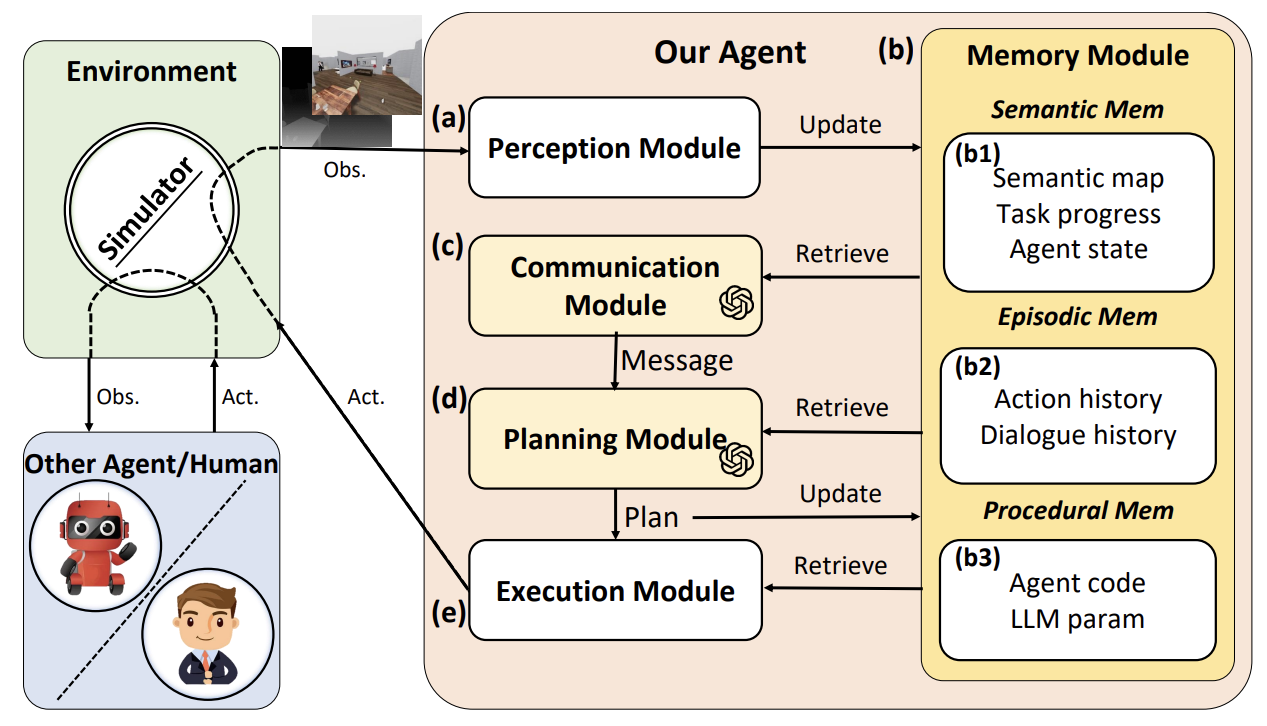 Environment
Simulator
Obs.
Act.
Other Agent/Human
Obs.
Act.
Our Agent
(a)
Perception Module
Update
(c)
Communication
Module
Retrieve
Message
(d)
Planning Module
Retrieve
Plan
Update
(e)
Execution Module
Retrieve
(b)
Memory Module
Semantic Mem
(b1)
Semantic map
Task progress
Agent state
Episodic Mem
(b2)
Action history
Dialogue history
Procedural Mem
(b3)
Agent code
LLM param